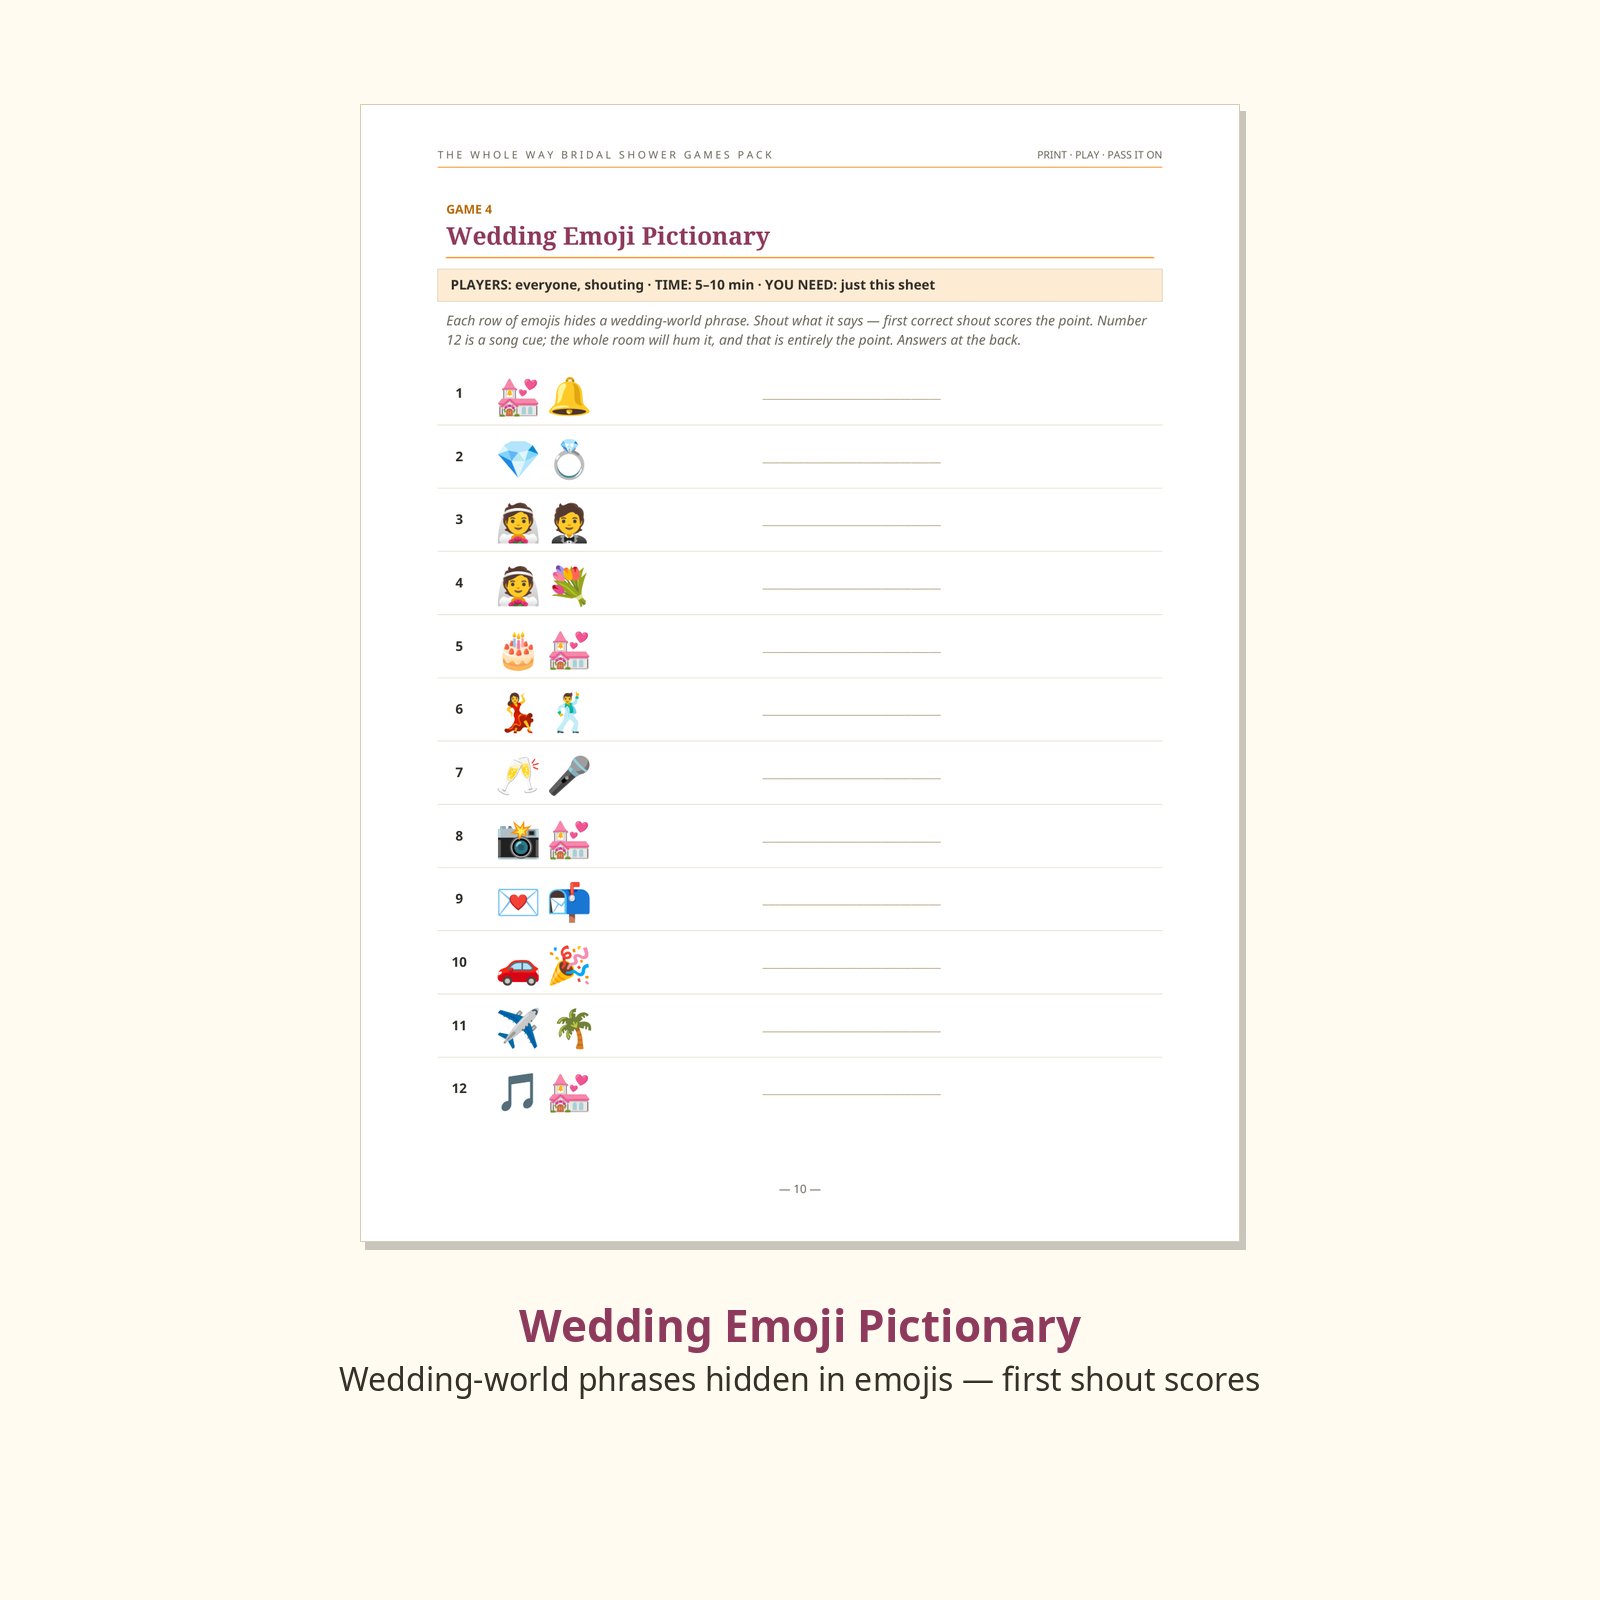 THE WHOLE WAY BRIDAL SHOWER GAMES PACK
PRINT · PLAY · PASS IT ON
GAME 4
Wedding Emoji Pictionary
PLAYERS: everyone, shouting · TIME: 5–10 min · YOU NEED: just this sheet
Each row of emojis hides a wedding-world phrase. Shout what it says — first correct shout scores the point. Number
12 is a song cue; the whole room will hum it, and that is entirely the point. Answers at the back.
1
2
3
4
5
6
7
8
9
10
11
12
— 10 —
Wedding Emoji Pictionary
Wedding-world phrases hidden in emojis — first shout scores